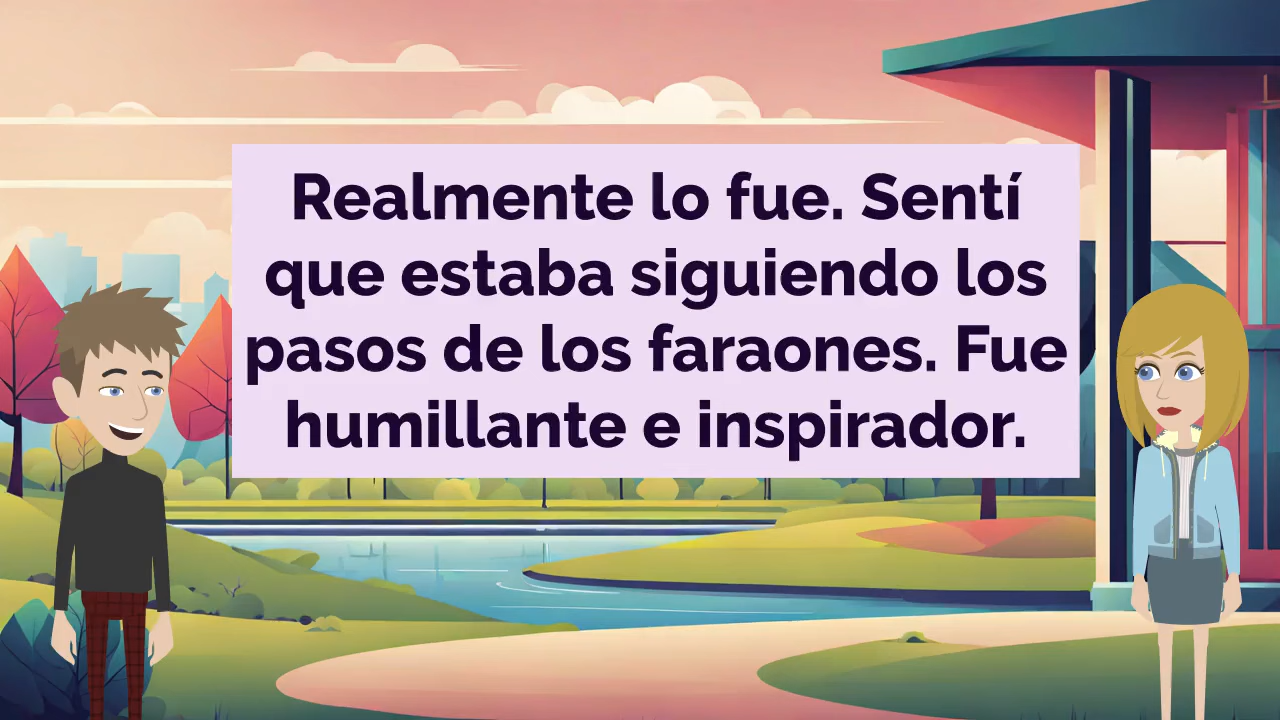 Realmente lo fue. Sentí
que estaba siguiendo los
pasos de los faraones. Fue
humillante e inspirador.